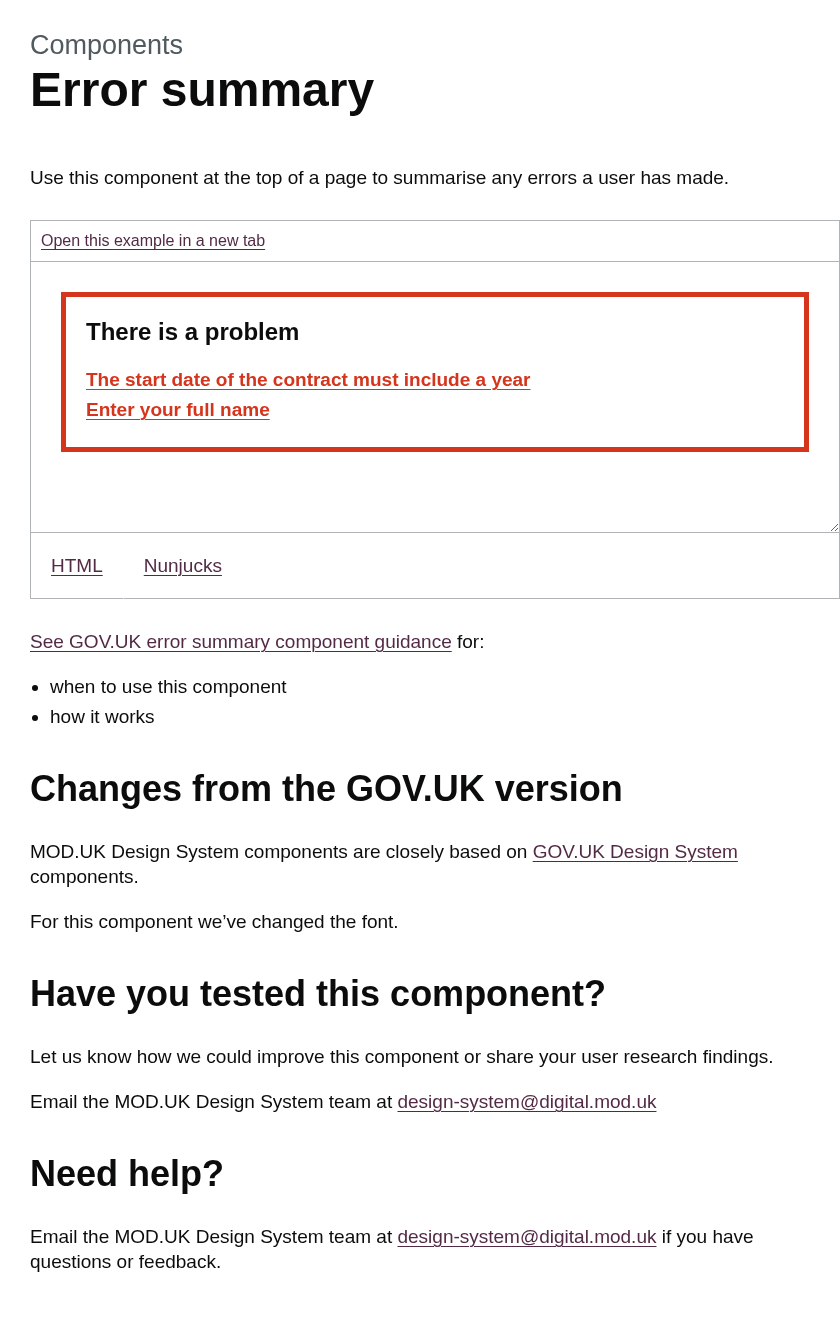 Components
Error summary
Use this component at the top of a page to summarise any errors a user has made.
Open this example in a new tab
There is a problem
The start date of the contract must include a year
Enter your full name
HTML
Nunjucks
See GOV.UK error summary component guidance for:
when to use this component
how it works
Changes from the GOV.UK version
MOD.UK Design System components are closely based on GOV.UK Design System
components.
For this component we’ve changed the font.
Have you tested this component?
Let us know how we could improve this component or share your user research findings.
Email the MOD.UK Design System team at design-system@digital.mod.uk
Need help?
Email the MOD.UK Design System team at design-system@digital.mod.uk if you have
questions or feedback.